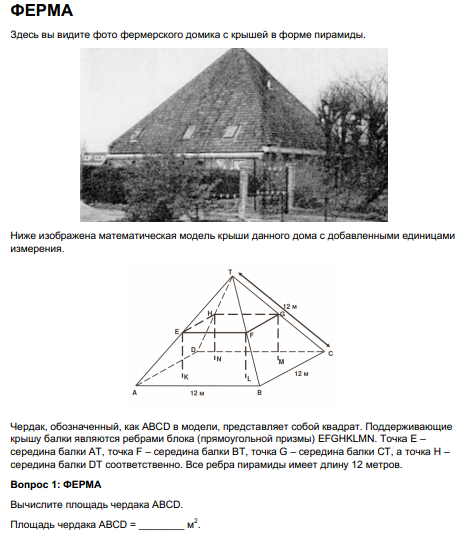 ФЕРМА
Здесь вы видите фото фермерского домика с крышей в форме пирамиды.
Ниже изображена математическая модель крыши данного дома с добавленными единицами
измерения.
T
12 м
H
G
E
F
D
N
M
C
K
L
12 м
A
12 м
B
Чердак, обозначенный, как ABCD в модели, представляет собой квадрат. Поддерживающие
крышу балки являются ребрами блока (прямоугольной призмы) EFGHKLMN. Точка E –
середина балки AT, точка F – середина балки BT, точка G – середина балки CT, а точка H –
середина балки DT соответственно. Все ребра пирамиды имеет длину 12 метров.
Вопрос 1: ФЕРМА
Вычислите площадь чердака ABCD.
Площадь чердака ABCD = ________ м².